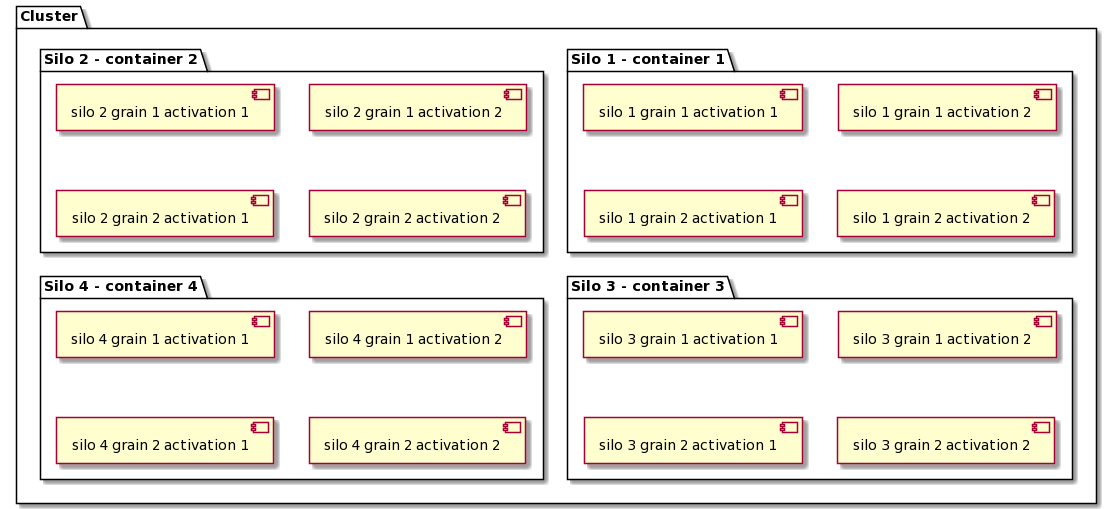 Cluster
Silo 2 - container 2
silo 2 grain 1 activation 1
silo 2 grain 1 activation 2
silo 2 grain 2 activation 1
silo 2 grain 2 activation 2
Silo 1 - container 1
silo 1 grain 1 activation 1
silo 1 grain 1 activation 2
silo 1 grain 2 activation 1
silo 1 grain 2 activation 2
Silo 4 - container 4
silo 4 grain 1 activation 1
silo 4 grain 1 activation 2
silo 4 grain 2 activation 1
silo 4 grain 2 activation 2
Silo 3 - container 3
silo 3 grain 1 activation 1
silo 3 grain 1 activation 2
silo 3 grain 2 activation 1
silo 3 grain 2 activation 2